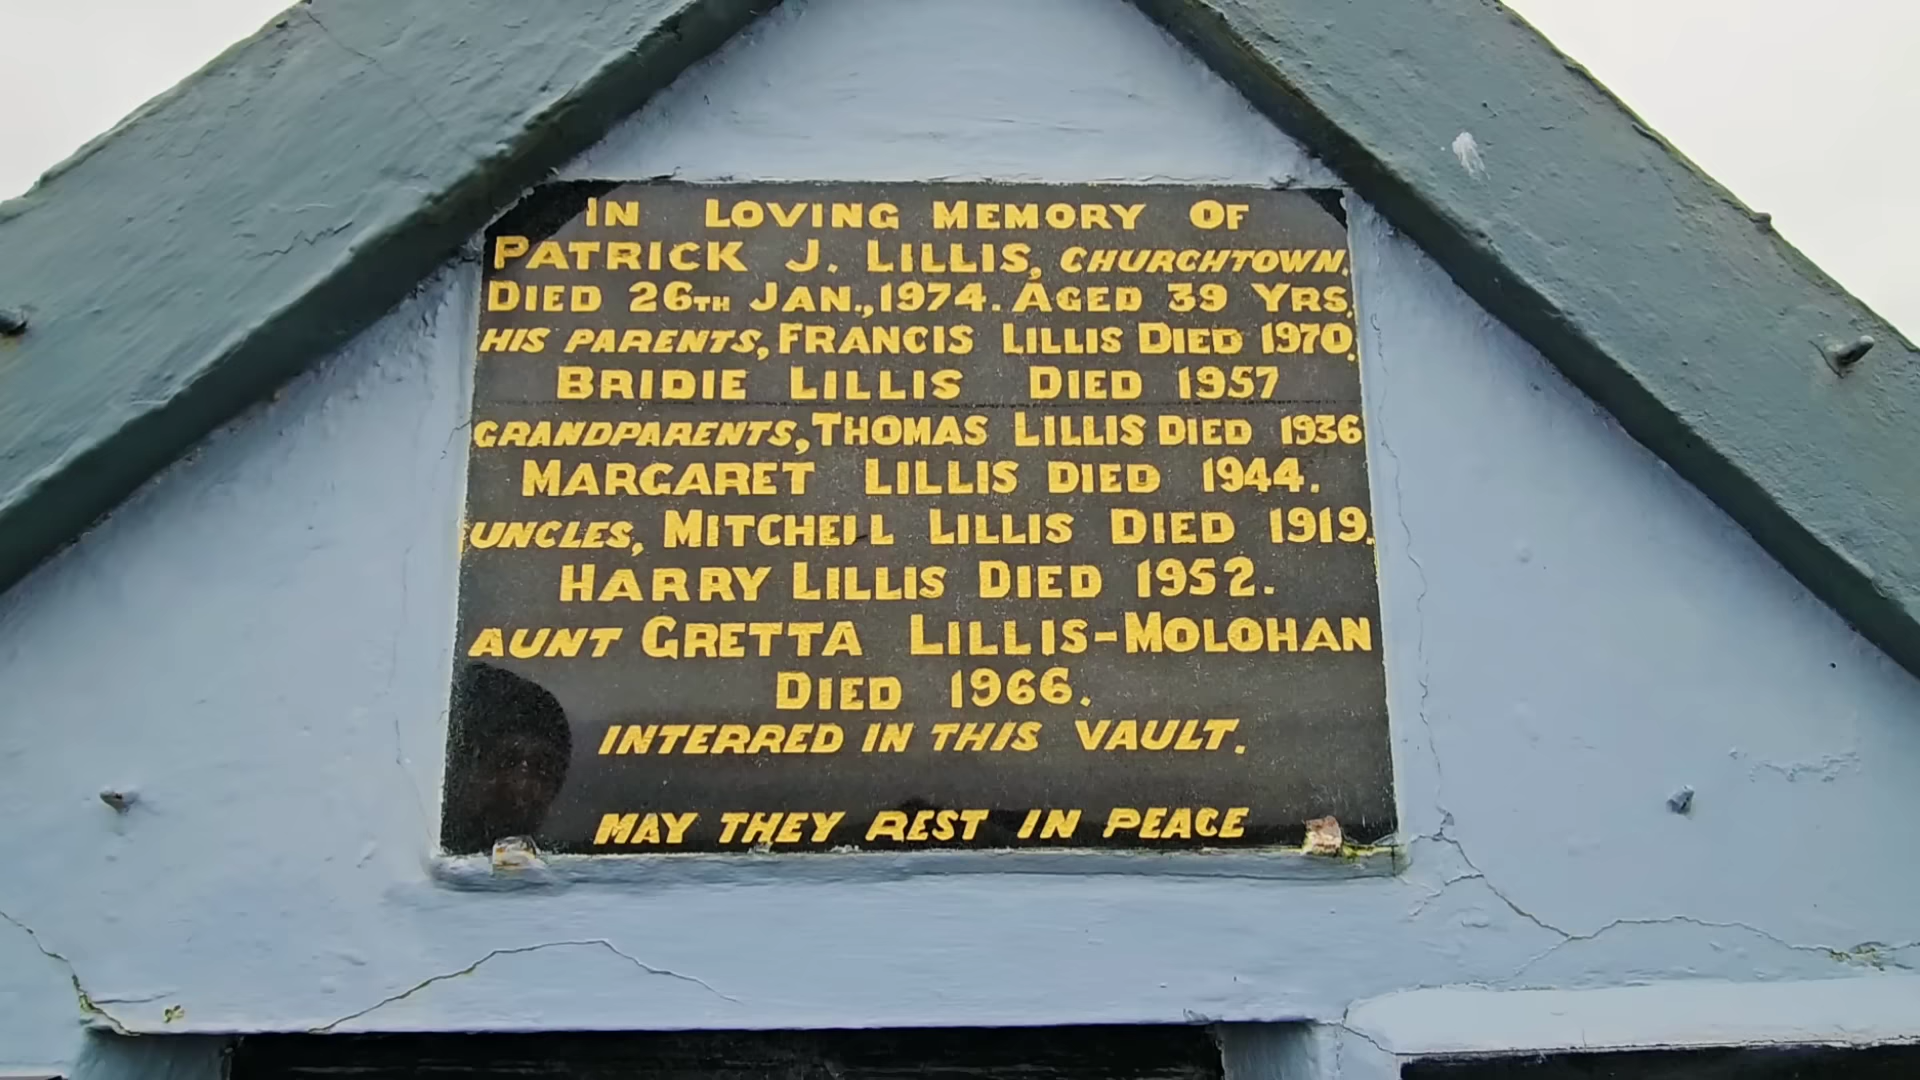 IN LOVING MEMORY OF
PATRICK J. LILLIS, CHURCHTOWN.
DIED 26TH JAN., 1974. AGED 39 YRS.
HIS PARENTS, FRANCIS LILLIS DIED 1970.
BRIDIE LILLIS DIED 1957
GRANDPARENTS, THOMAS LILLIS DIED 1936
MARGARET LILLIS DIED 1944.
UNCLES, MITCHELL LILLIS DIED 1919.
HARRY LILLIS DIED 1952.
AUNT GRETTA LILLIS-MOLOHAN
DIED 1966.
INTERRED IN THIS VAULT.
MAY THEY REST IN PEACE